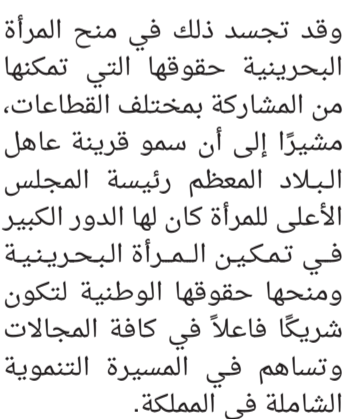 وقد تجسد ذلك في منح المرأة
البحرينية حقوقها التي تمكنها
من المشاركة بمختلف القطاعات،
مشيرًا إلى أن سمو قرينة عاهل
البلاد المعظم رئيسة المجلس
الأعلى للمرأة كان لها الدور الكبير
في تمكين المرأة البحرينية
ومنحها حقوقها الوطنية لتكون
شريكًا فاعلاً في كافة المجالات
وتساهم في المسيرة التنموية
الشاملة في المملكة.